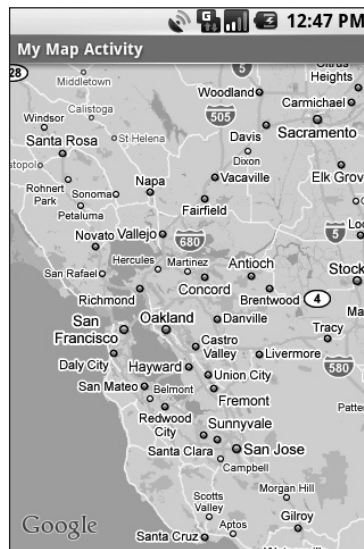 12:47 PM
My Map Activity
28
Middletown
5
Citrus
Heights
Woodland
Calistoga
Carmichael
Windsor
505
Sacramento
Santa Rosa
St-Helena
Davis
Dixon
Napa
Vacaville
Elk Grov
Rohnert
Park
Sonoma
Petaluma
Fairfield
Novato
Vallejo
680
5
Hercules
Martinez
Antioch
San Rafael
Stock
Concord
Richmond
Brentwood
4
San
Francisco
Oakland
Danville
Tracy
Castro
Valley
Daly City
Livermore
Hayward
580
Union City
San Mateo
Belmont
Fremont
Redwood
City
Sunnyvale
Santa Clara
San Jose
Campbell
Morgan Hill
Scotts
Valley
Google
Gilroy
Aptos
Santa Cruz